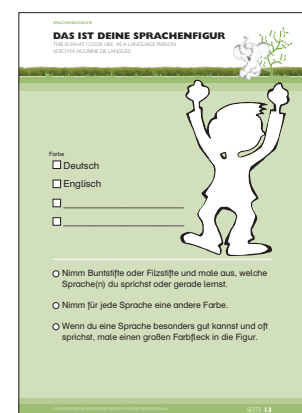 SPRACHENBIOGRAFIE
DAS IST DEINE SPRACHENFIGUR
THIS IS WHAT I LOOK LIKE AS A LANGUAGE PERSON
VOICI MA FIGURINE DE LANGUES
Farbe
Deutsch
Englisch
Nimm Buntstifte oder Filzstifte und male aus, welche
Sprache(n) du sprichst oder gerade lernst.
Nimm für jede Sprache eine andere Farbe.
Wenn du eine Sprache besonders gut kannst und oft
sprichst, male einen großen Farbfleck in die Figur.
SEITE 13